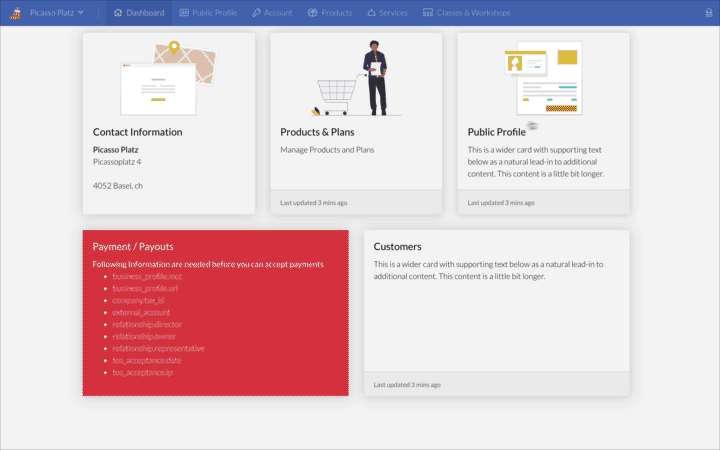 Picasso Platz
Dashboard
Public Profile
Account
Products
Services
Classes & Workshops
Contact Information
Picasso Platz
Picassoplatz 4
4052 Basel, ch
Products & Plans
Manage Products and Plans
Last updated 3 mins ago
Public Profile
This is a wider card with supporting text
below as a natural lead-in to additional
content. This content is a little bit longer.
Last updated 3 mins ago
Payment / Payouts
Following Information are needed before you can accept payments
business_profile.mcc
business_profile.url
company.tax_id
external_account
relationship.director
relationship.owner
relationship.representative
tos_acceptance.date
tos_acceptance.ip
Customers
This is a wider card with supporting text below as a natural lead-in to
additional content. This content is a little bit longer.
Last updated 3 mins ago